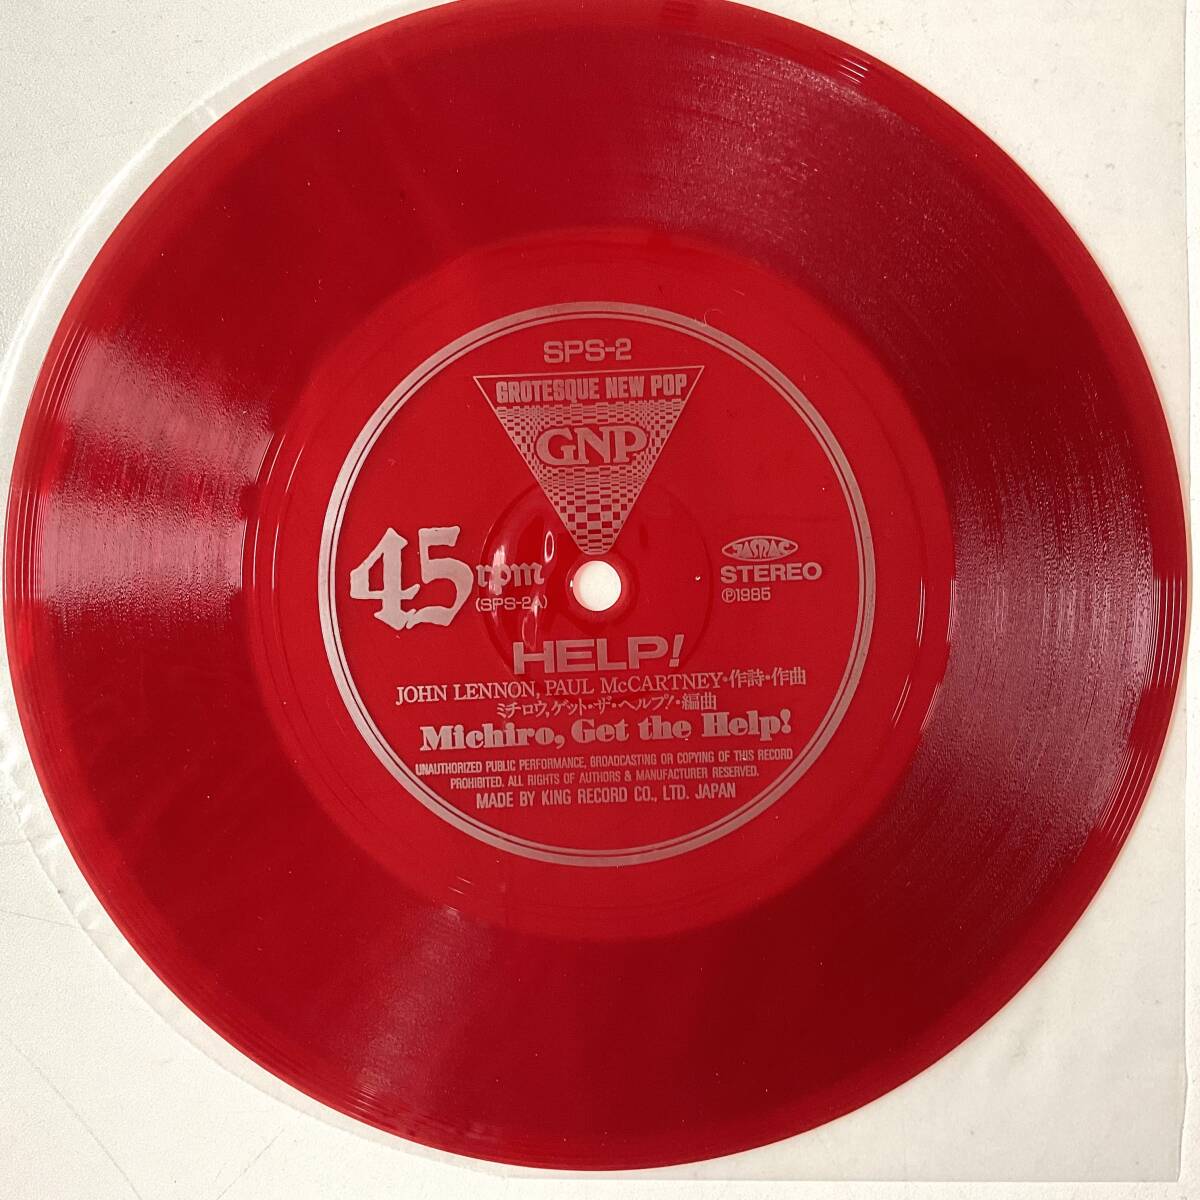 SPS-2
GROTESQUE NEW POP
GNP
45rpm
(SPS-2A)
JASRAC
STEREO
Ⓟ1985
HELP!
JOHN LENNON, PAUL McCARTNEY・作詩・作曲
ミチロウ,ゲット・ザ・ヘルプ!・編曲
Michiro, Get the Help!
UNAUTHORIZED PUBLIC PERFORMANCE, BROADCASTING OR COPYING OF THIS RECORD
PROHIBITED. ALL RIGHTS OF AUTHORS & MANUFACTURER RESERVED.
MADE BY KING RECORD CO., LTD. JAPAN